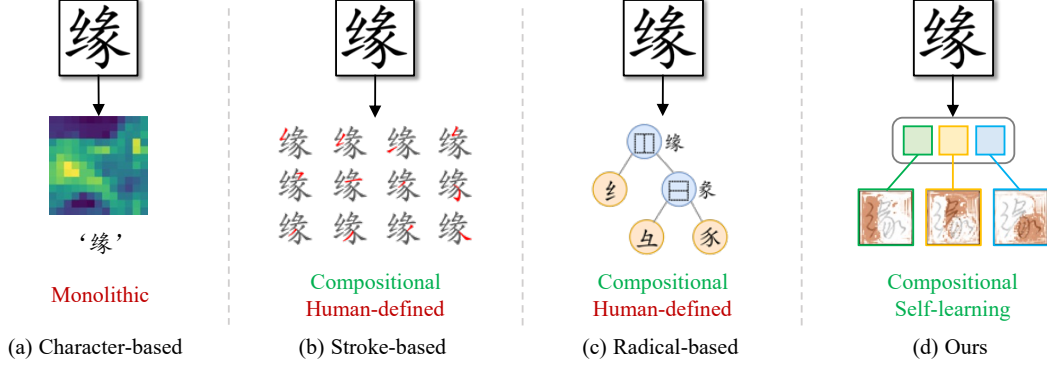 缘 缘 缘 缘
缘 缘 缘 缘
缘 缘 缘 缘
缘 缘 缘 缘
缘
纟 彖
互 豕
‘缘’
Monolithic
Compositional
Human-defined
Compositional
Human-defined
Compositional
Self-learning
(a) Character-based
(b) Stroke-based
(c) Radical-based
(d) Ours